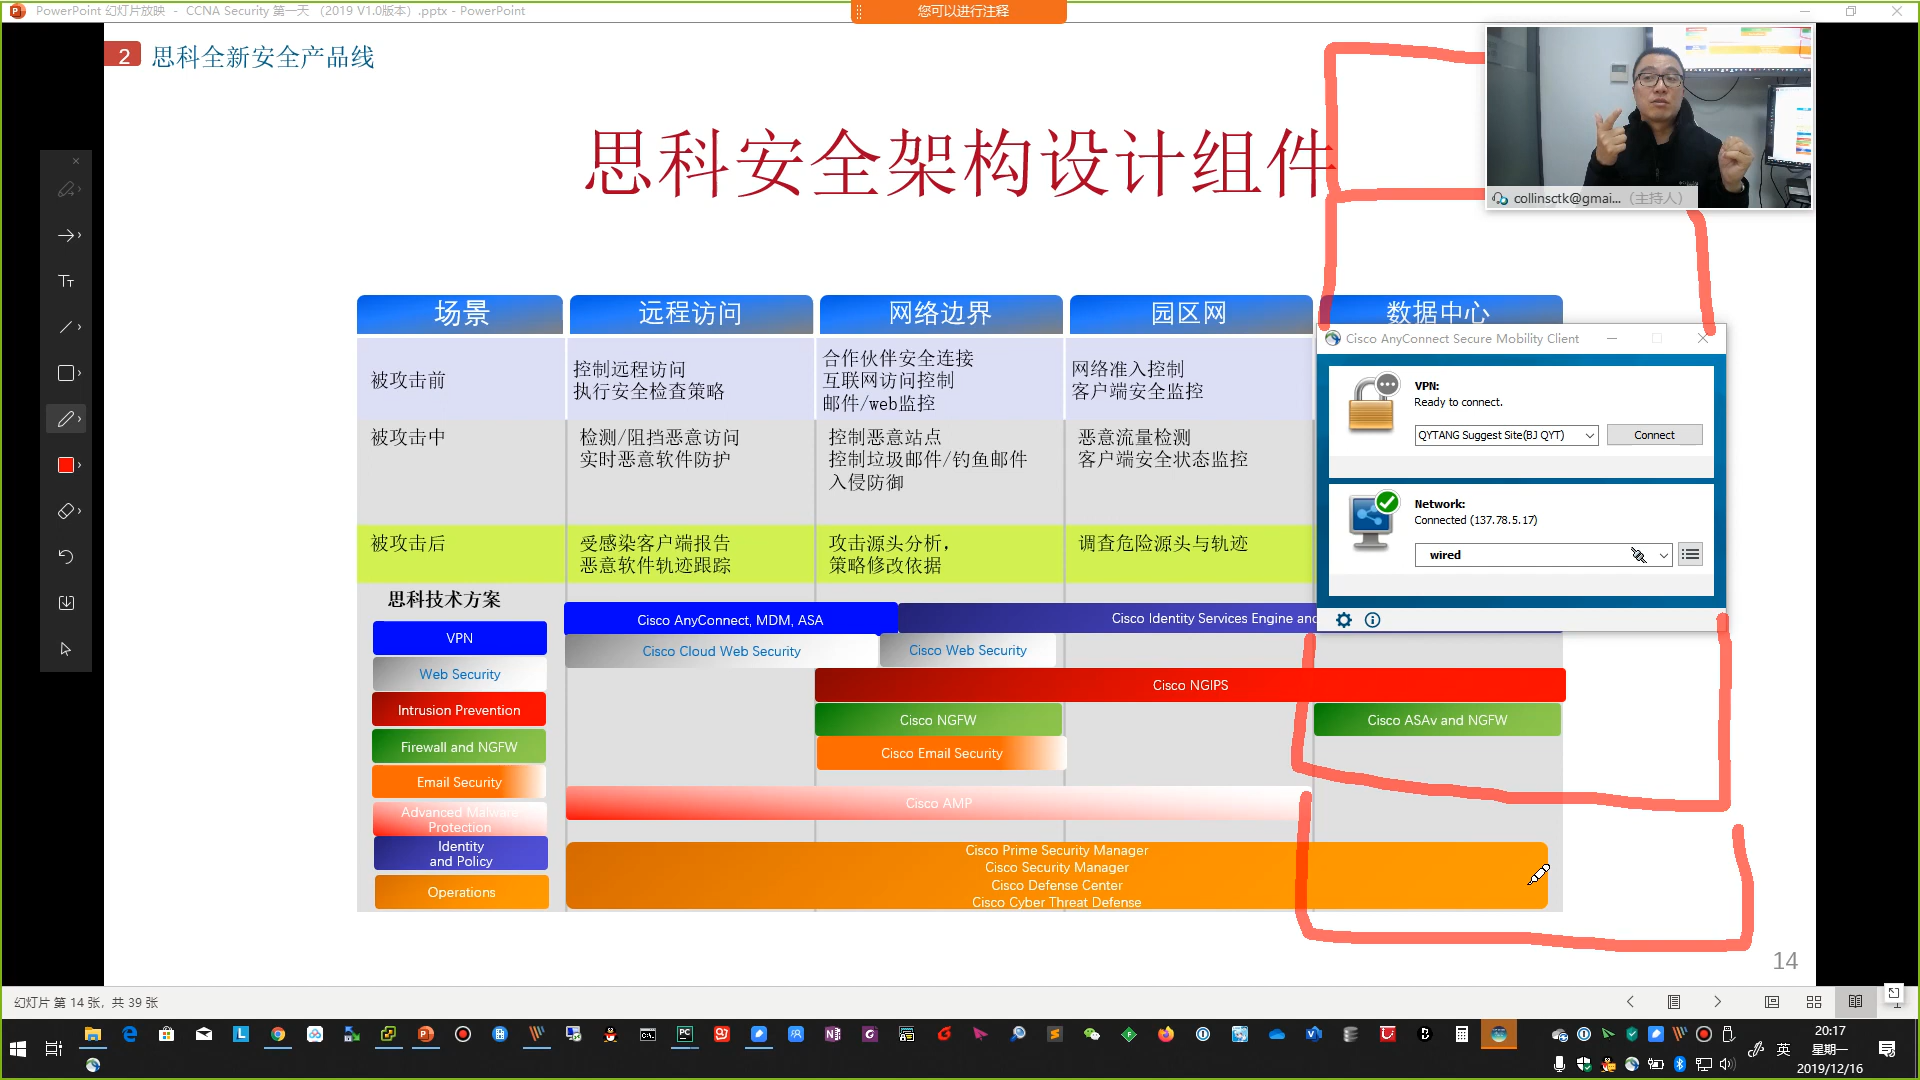 PowerPoint 幻灯片放映 - CCNA Security 第一天 （2019 V1.0版本）.pptx - PowerPoint
您可以进行注释
2 思科全新安全产品线
思科安全架构设计组件
collinsctk@gmai... （主持人）
场景 远程访问 网络边界 园区网 数据中心
被攻击前
控制远程访问
执行安全检查策略
合作伙伴安全连接
互联网访问控制
邮件/web监控
网络准入控制
客户端安全监控
被攻击中
检测/阻挡恶意访问
实时恶意软件防护
控制恶意站点
控制垃圾邮件/钓鱼邮件
入侵防御
恶意流量检测
客户端安全状态监控
被攻击后
受感染客户端报告
恶意软件轨迹跟踪
攻击源头分析，
策略修改依据
调查危险源头与轨迹
思科技术方案
VPN
Web Security
Intrusion Prevention
Firewall and NGFW
Email Security
Advanced Malware
Protection
Identity
and Policy
Operations
Cisco AnyConnect, MDM, ASA
Cisco Identity Services Engine and
Cisco Cloud Web Security
Cisco Web Security
Cisco NGIPS
Cisco NGFW
Cisco ASAv and NGFW
Cisco Email Security
Cisco AMP
Cisco Prime Security Manager
Cisco Security Manager
Cisco Defense Center
Cisco Cyber Threat Defense
Cisco AnyConnect Secure Mobility Client
VPN:
Ready to connect.
QYTANG Suggest Site(BJ QYT)
Connect
Network:
Connected (137.78.5.17)
wired
14
幻灯片 第 14 张，共 39 张
英
20:17
星期一
2019/12/16